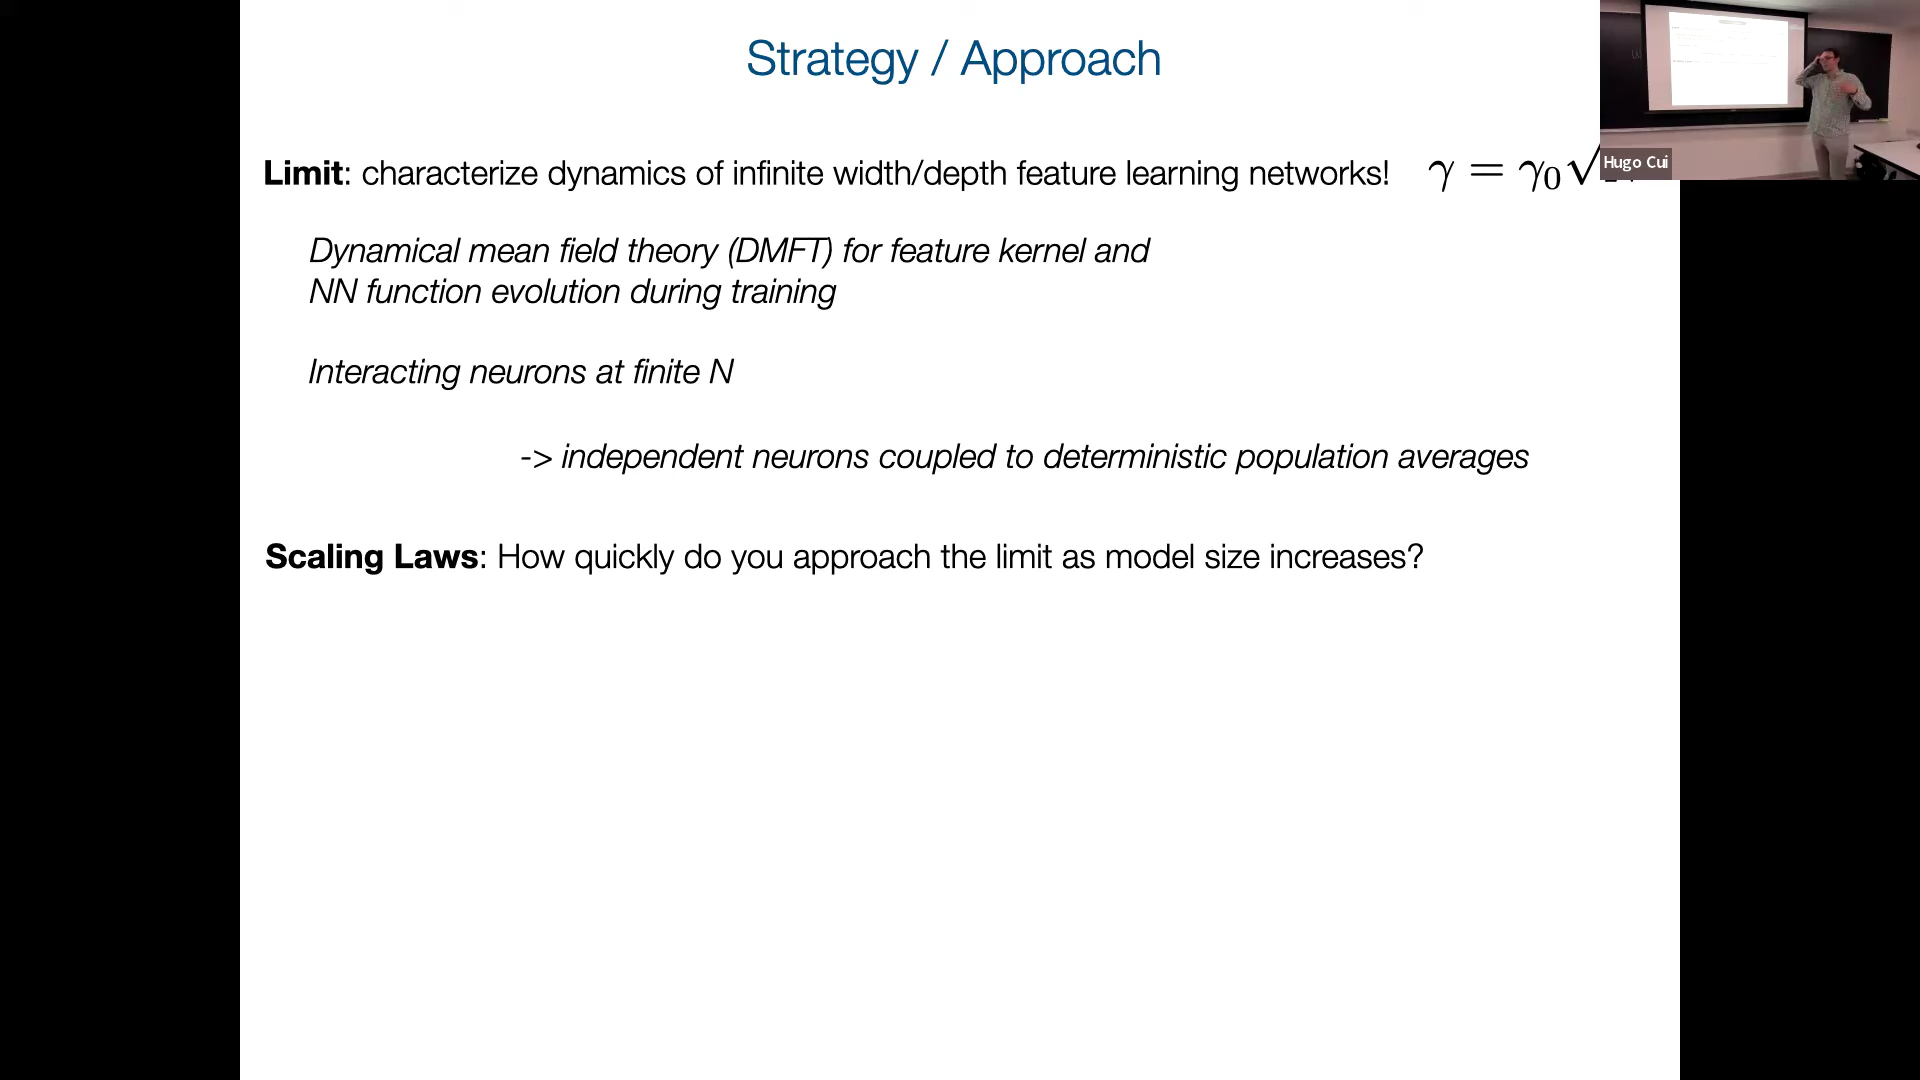 Strategy / Approach
Limit: characterize dynamics of infinite width/depth feature learning networks! γ = γ₀√
Hugo Cui
Dynamical mean field theory (DMFT) for feature kernel and
NN function evolution during training
Interacting neurons at finite N
-> independent neurons coupled to deterministic population averages
Scaling Laws: How quickly do you approach the limit as model size increases?